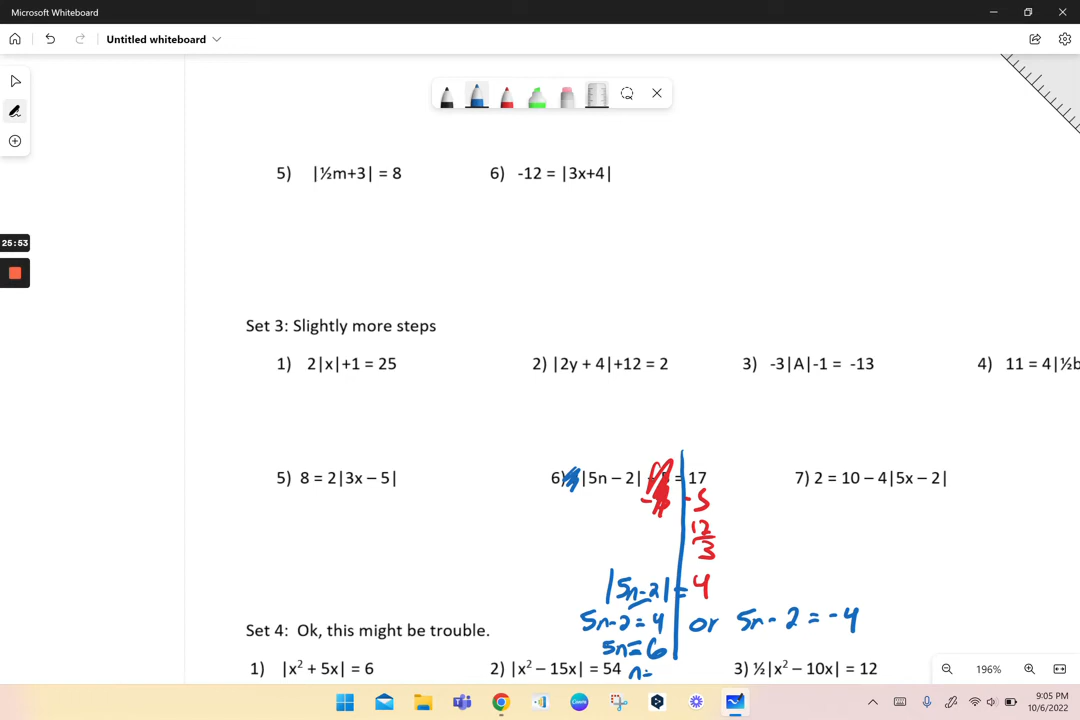 Microsoft Whiteboard
Untitled whiteboard
5) |½m+3| = 8
6) -12 = |3x+4|
25:53
Set 3: Slightly more steps
1) 2|x|+1 = 25
2) |2y + 4|+12 = 2
3) -3|A|-1 = -13
4) 11 = 4|½b
5) 8 = 2|3x – 5|
6) |5n – 2| = 17
7) 2 = 10 – 4|5x – 2|
-5
12
3
|5n-2| = 4
5n-2=4 or 5n-2=-4
5n=6
n=
Set 4: Ok, this might be trouble.
1) |x² + 5x| = 6
2) |x² – 15x| = 54
3) ½|x² – 10x| = 12
196%
9:05 PM
10/6/2022